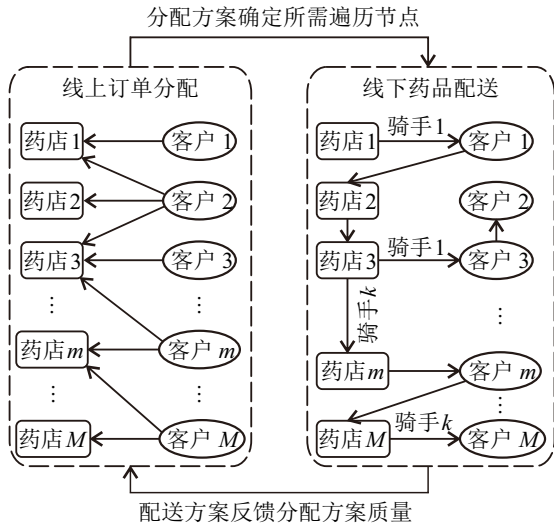 分配方案确定所需遍历节点
线上订单分配
药店1
客户1
药店2
客户2
药店3
客户3
⋮
⋮
药店m
客户m
⋮
⋮
药店M
客户M
线下药品配送
药店1
骑手1
客户1
药店2
客户2
药店3
骑手1
客户3
骑手k
⋮
药店m
客户m
⋮
药店M
骑手k
客户M
配送方案反馈分配方案质量